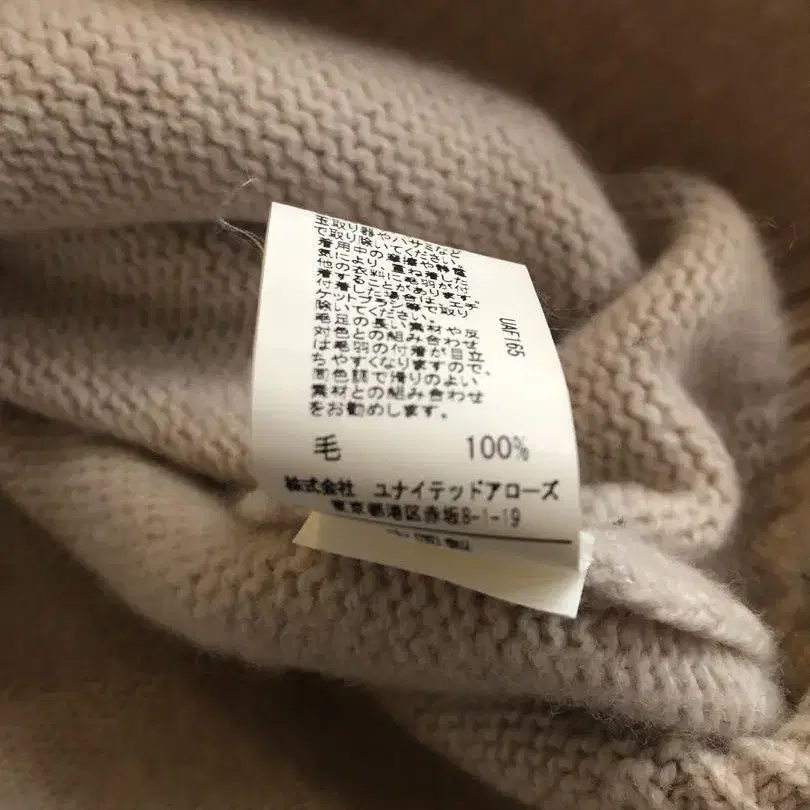 玉取り器やハサミなど
で取り除いてください。
着用中の摩擦や静電
気により、重ね着した
他の衣料に毛羽が付
着することがあります。
付着した場合は、エチ
ケットブラシ等で取り
除いてください。
毛足の長い素材や反
対色との組み合わせ
は毛羽の付着が目立
ちやすくなりますので、
同色調で滑りのよい
素材との組み合わせ
をお勧めします。
毛 100%
株式会社 ユナイテッドアローズ
東京都港区赤坂8-1-19
UAF165